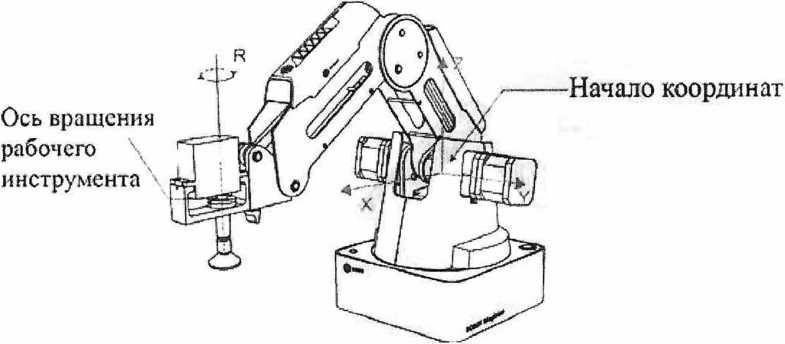 R
Z
Начало координат
Ось вращения
рабочего
инструмента
X
Y